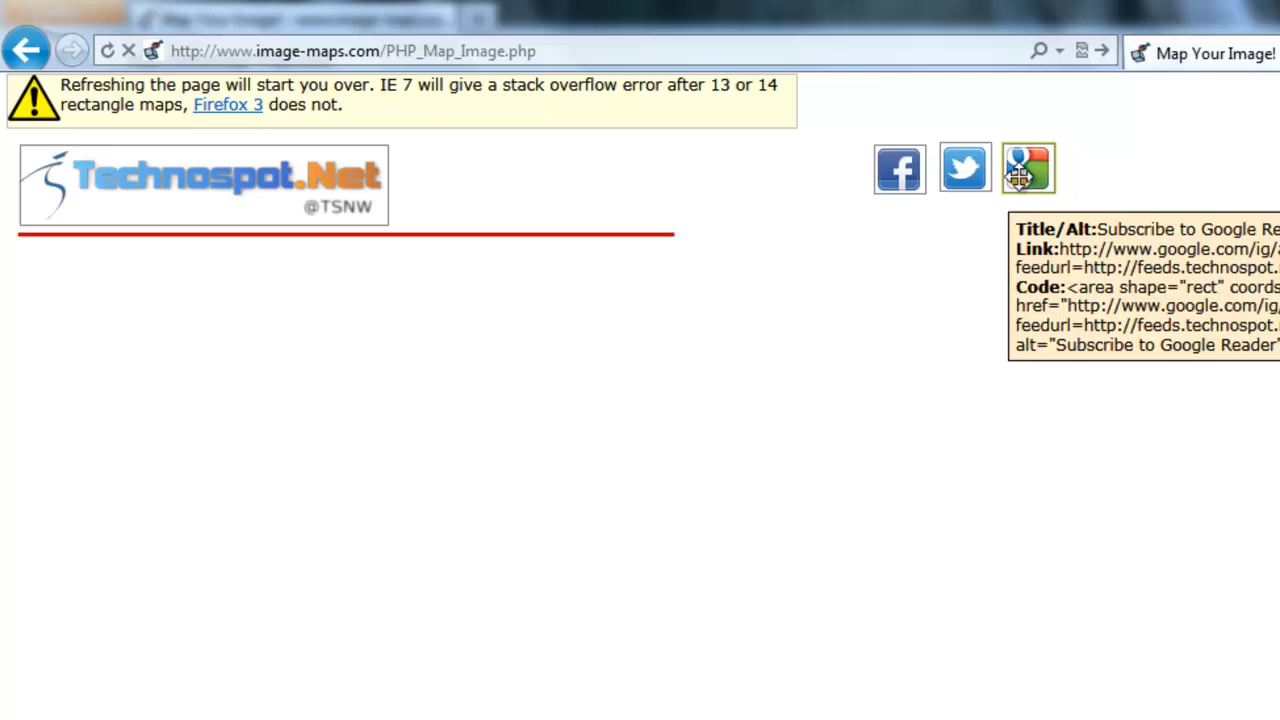 http://www.image-maps.com/PHP_Map_Image.php
Map Your Image!
Refreshing the page will start you over. IE 7 will give a stack overflow error after 13 or 14
rectangle maps, Firefox 3 does not.
Technospot.Net
@TSNW
Title/Alt:Subscribe to Google Re
Link:http://www.google.com/ig/a
feedurl=http://feeds.technospot.
Code:<area shape="rect" coords
href="http://www.google.com/ig/
feedurl=http://feeds.technospot.
alt="Subscribe to Google Reader"